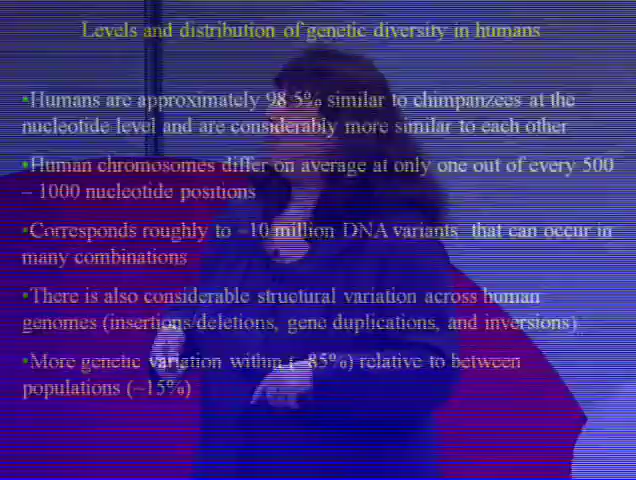 Levels and distribution of genetic diversity in humans
•Humans are approximately 98.5% similar to chimpanzees at the
nucleotide level and are considerably more similar to each other
•Human chromosomes differ on average at only one out of every 500
– 1000 nucleotide positions
•Corresponds roughly to ~10 million DNA variants that can occur in
many combinations
•There is also considerable structural variation across human
genomes (insertions/deletions, gene duplications, and inversions)
•More genetic variation within (~85%) relative to between
populations (~15%)